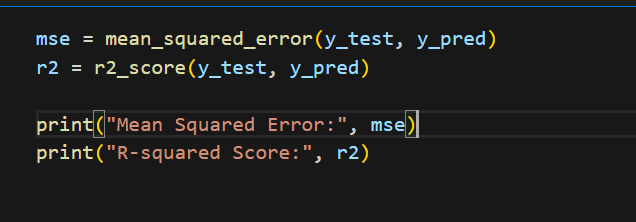 mse = mean_squared_error(y_test, y_pred)
r2 = r2_score(y_test, y_pred)
print("Mean Squared Error:", mse)
print("R-squared Score:", r2)